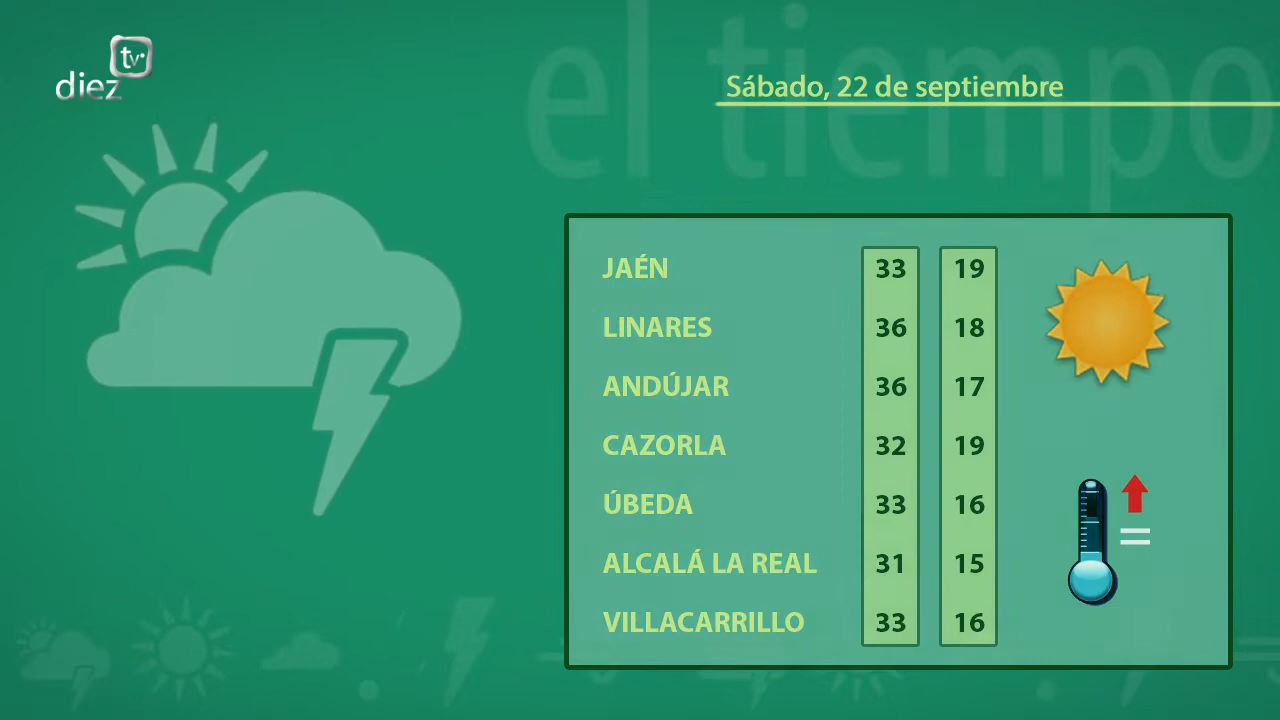 diez tv
el tiempo
Sábado, 22 de septiembre
JAÉN 33 19
LINARES 36 18
ANDÚJAR 36 17
CAZORLA 32 19
ÚBEDA 33 16
ALCALÁ LA REAL 31 15
VILLACARRILLO 33 16